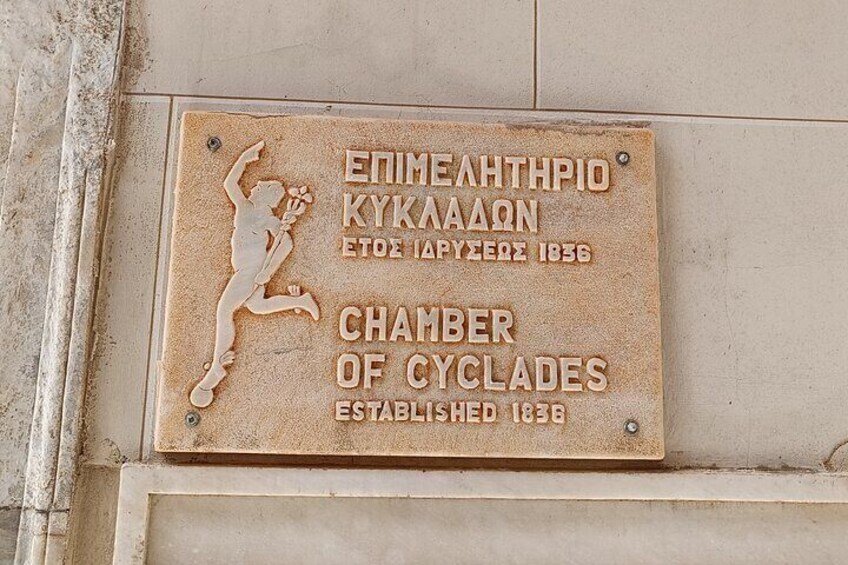 ΕΠΙΜΕΛΗΤΗΡΙΟ
ΚΥΚΛΑΔΩΝ
ΕΤΟΣ ΙΔΡΥΣΕΩΣ 1836
CHAMBER
OF CYCLADES
ESTABLISHED 1836